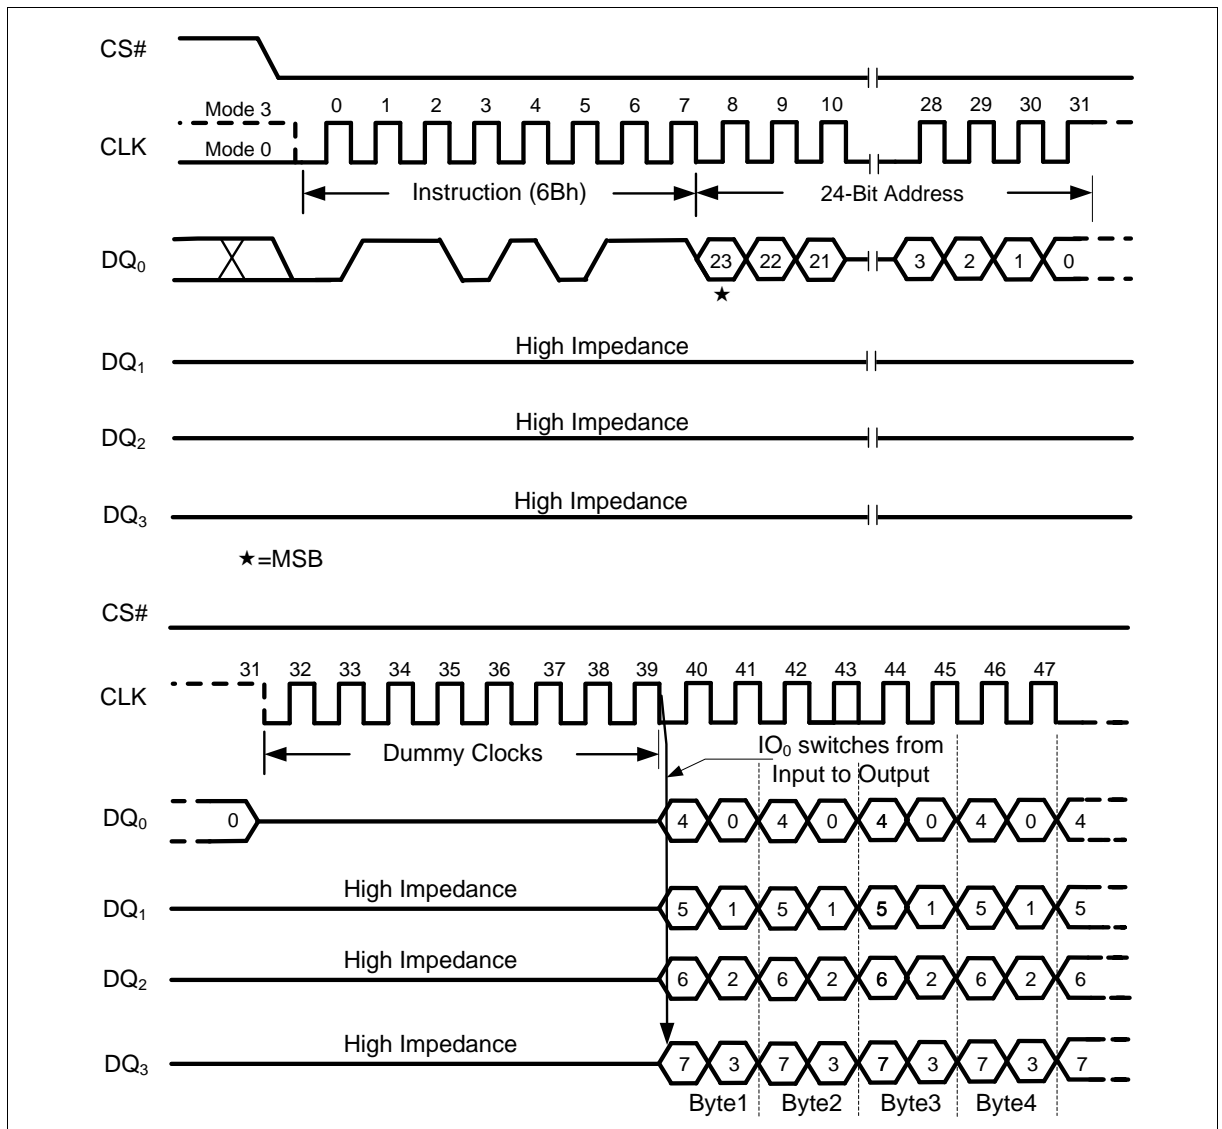 CS#
Mode 3 0 1 2 3 4 5 6 7 8 9 10 28 29 30 31
CLK
Mode 0
Instruction (6Bh) 24-Bit Address
DQ0 23 22 21 3 2 1 0
★
High Impedance
DQ1
High Impedance
DQ2
High Impedance
DQ3
★=MSB
CS#
31 32 33 34 35 36 37 38 39 40 41 42 43 44 45 46 47
CLK
Dummy Clocks
IO0 switches from
Input to Output
DQ0 0 4 0 4 0 4 0 4 0 4
High Impedance
DQ1 5 1 5 1 5 1 5 1 5
High Impedance
DQ2 6 2 6 2 6 2 6 2 6
High Impedance
DQ3 7 3 7 3 7 3 7 3 7
Byte1 Byte2 Byte3 Byte4